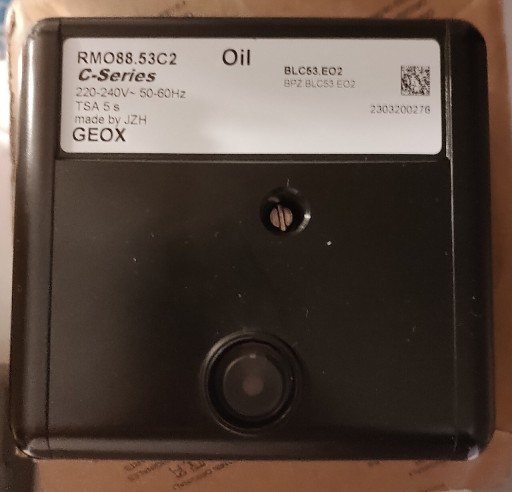 RMO88.53C2
Oil
C-Series
220-240V~ 50-60Hz
TSA 5 s
made by JZH
GEOX
BLC53.EO2
BPZ:BLC53.EO2
2303200276